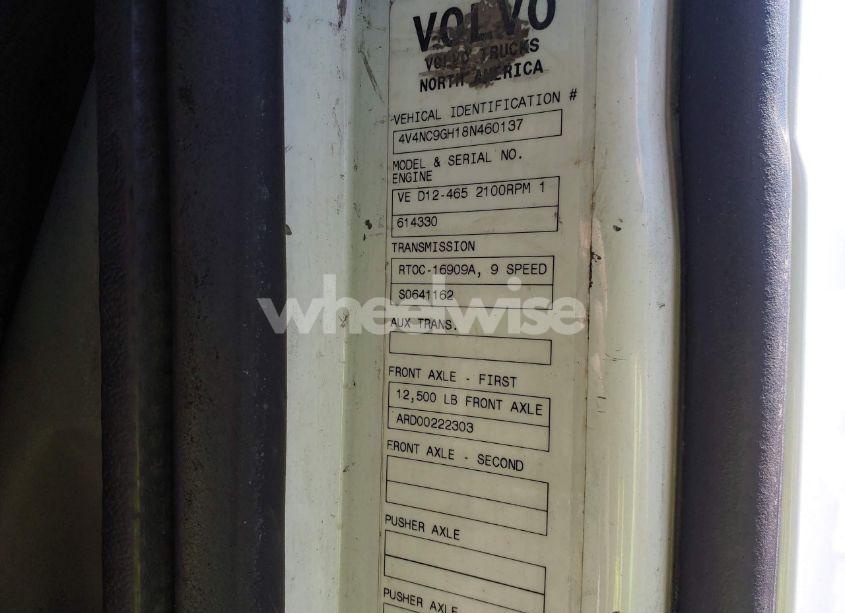 VOLVO
VOLVO TRUCKS
NORTH AMERICA
VEHICAL IDENTIFICATION #
4V4NC9GH18N460137
MODEL & SERIAL NO.
ENGINE
VE D12-465 2100RPM 1
614330
TRANSMISSION
RTOC-16909A, 9 SPEED
S0641162
wheelwise
AUX TRANS.
FRONT AXLE - FIRST
12,500 LB FRONT AXLE
ARD00222303
FRONT AXLE - SECOND
PUSHER AXLE
PUSHER AXLE